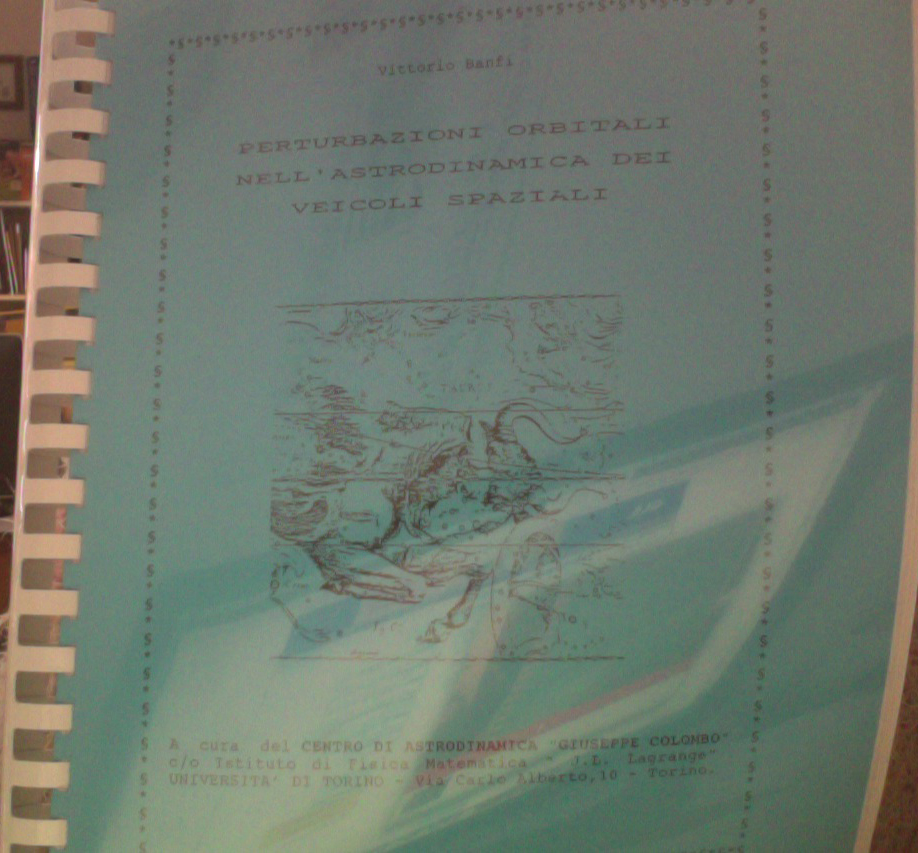 *§*§*§*§*§*§*§*§*§*§*§*§*§*§*§*§*§*§*§*§*§*§*§*§*§*§*§*§*§
Vittorio Banfi
PERTURBAZIONI ORBITALI
NELL'ASTRODINAMICA DEI
VEICOLI SPAZIALI
TAUR
A cura del CENTRO DI ASTRODINAMICA "GIUSEPPE COLOMBO"
c/o Istituto di Fisica Matematica - J.L. Lagrange"
UNIVERSITA' DI TORINO - Via Carlo Alberto,10 - Torino.